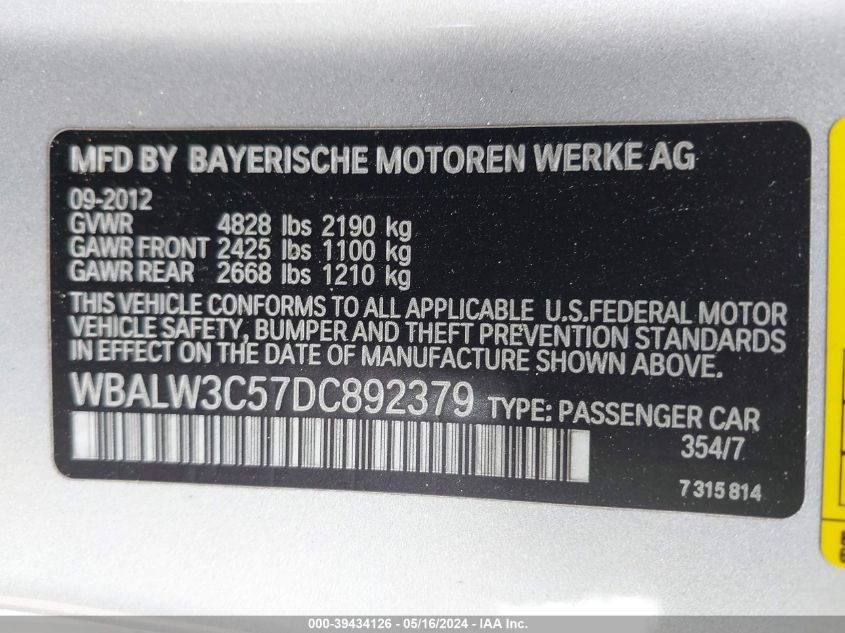 MFD BY BAYERISCHE MOTOREN WERKE AG
09-2012
GVWR 4828 lbs 2190 kg
GAWR FRONT 2425 lbs 1100 kg
GAWR REAR 2668 lbs 1210 kg
THIS VEHICLE CONFORMS TO ALL APPLICABLE U.S.FEDERAL MOTOR
VEHICLE SAFETY, BUMPER AND THEFT PREVENTION STANDARDS
IN EFFECT ON THE DATE OF MANUFACTURE SHOWN ABOVE.
WBALW3C57DC892379 TYPE: PASSENGER CAR
354/7
7 315 814
000-39434126 - 05/16/2024 - IAA Inc.